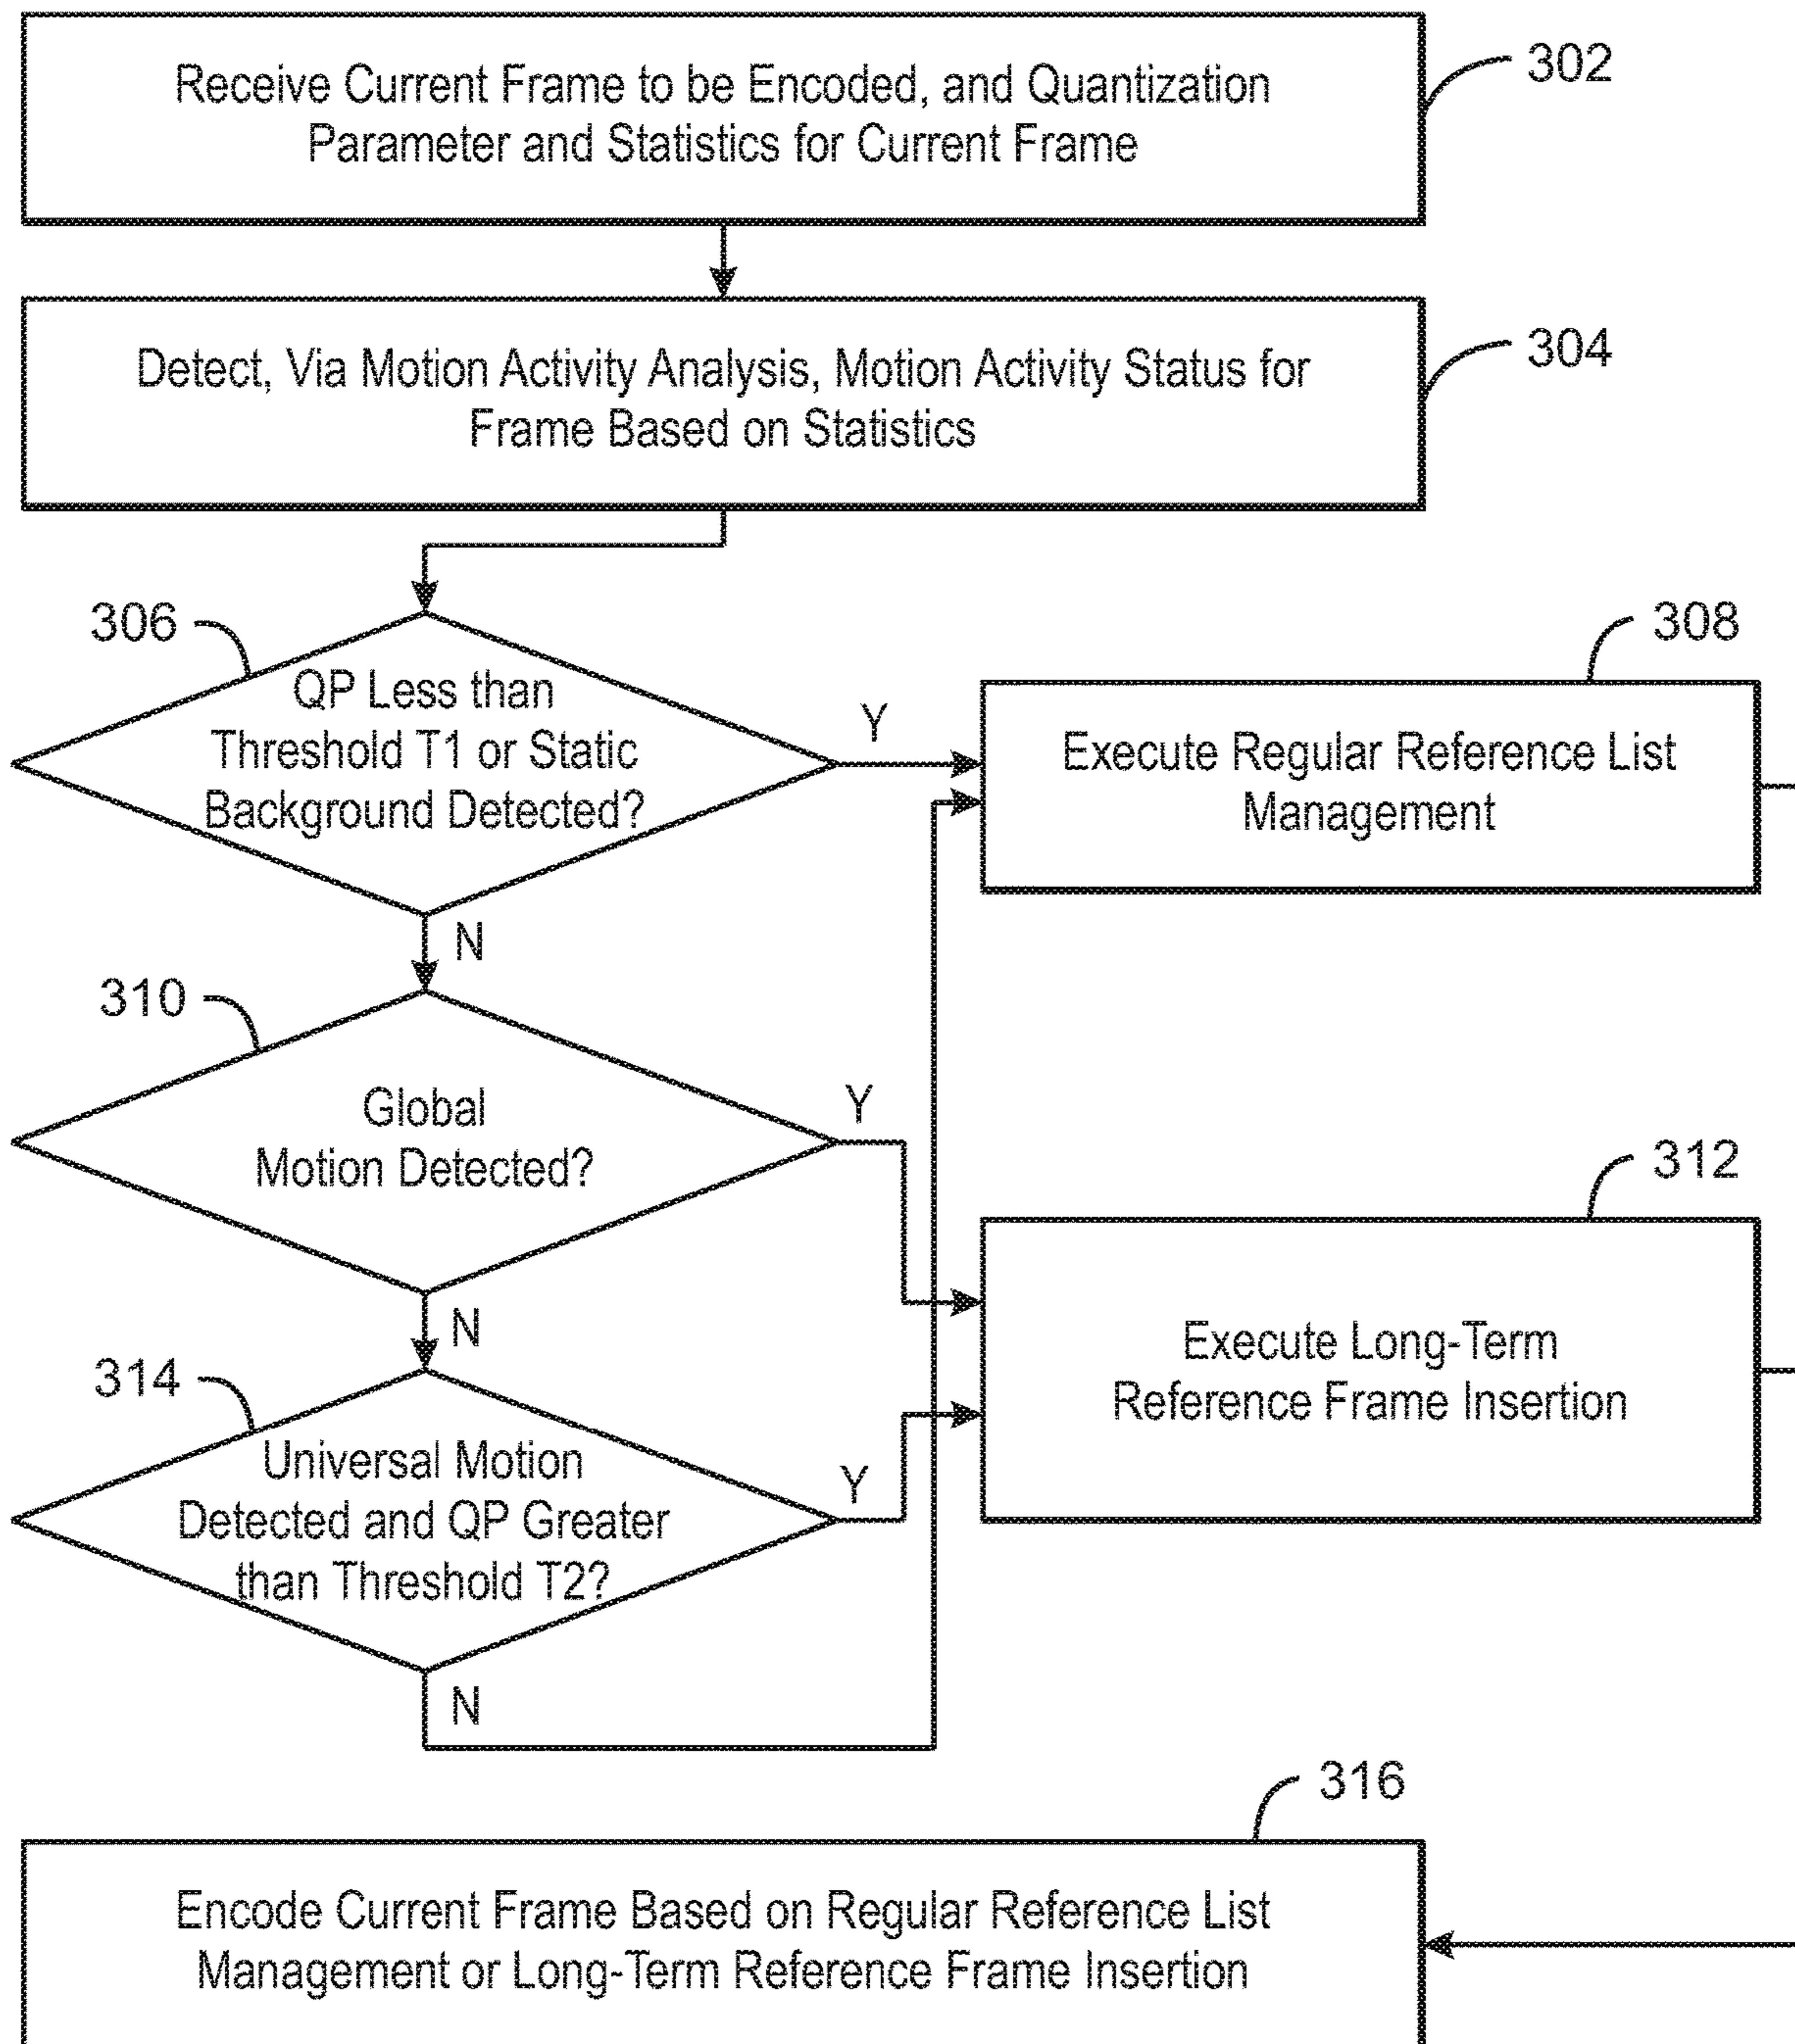 Receive Current Frame to be Encoded, and Quantization
Parameter and Statistics for Current Frame
302
Detect, Via Motion Activity Analysis, Motion Activity Status for
Frame Based on Statistics
304
306
QP Less than
Threshold T1 or Static
Background Detected?
Y
N
308
Execute Regular Reference List
Management
310
Global
Motion Detected?
Y
N
312
Execute Long-Term
Reference Frame Insertion
314
Universal Motion
Detected and QP Greater
than Threshold T2?
Y
N
316
Encode Current Frame Based on Regular Reference List
Management or Long-Term Reference Frame Insertion